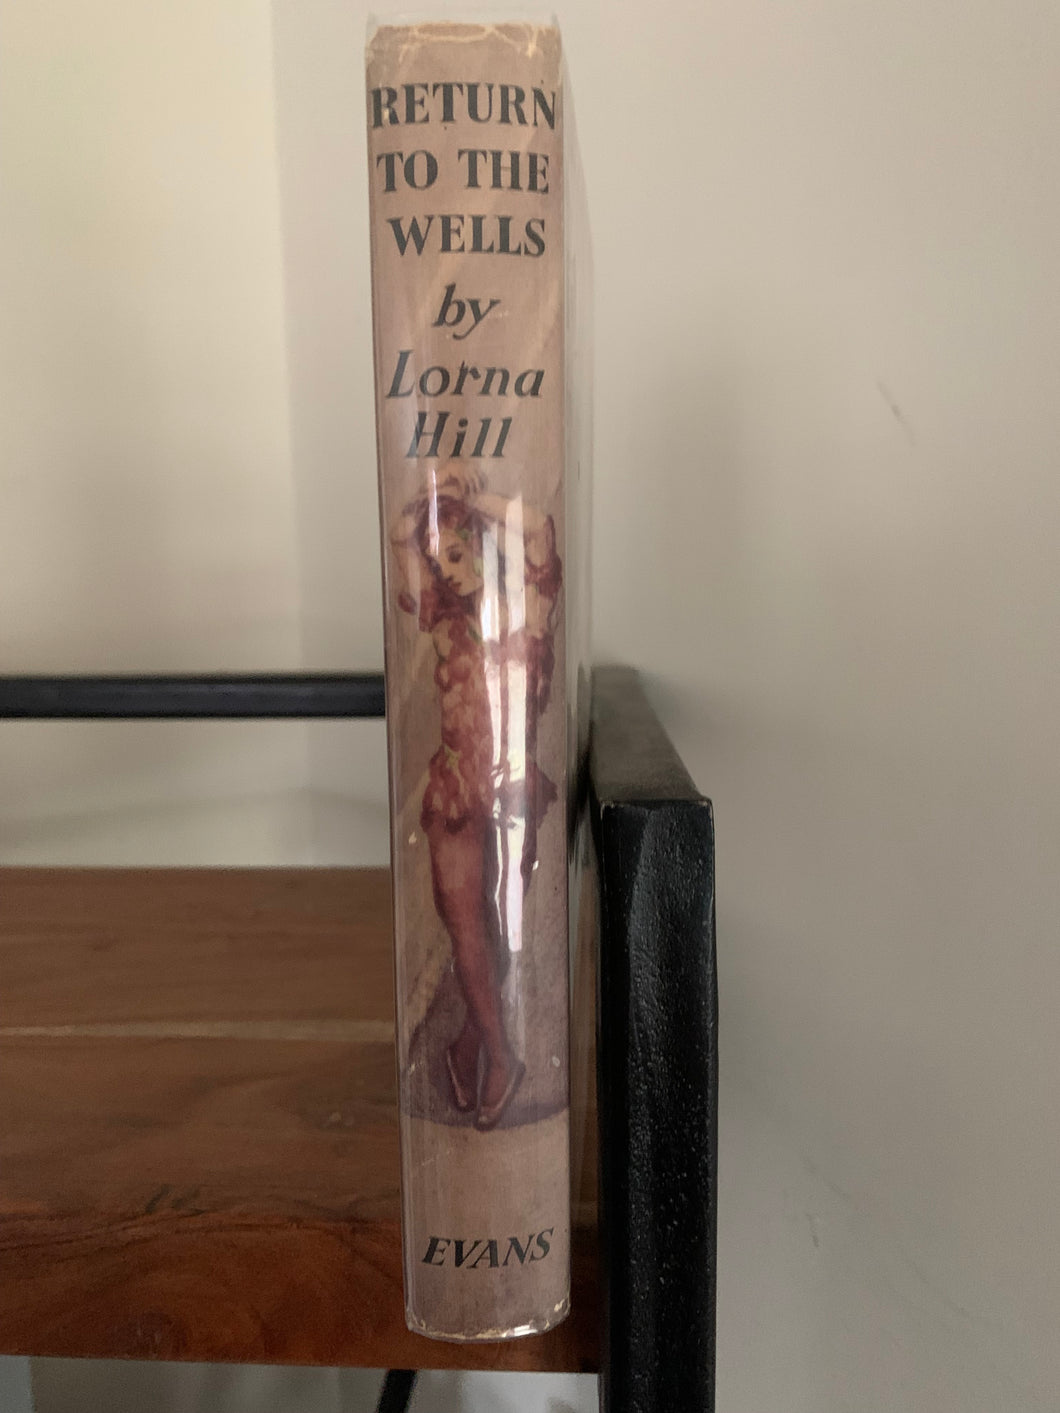 RETURN
TO THE
WELLS
by
Lorna
Hill
EVANS